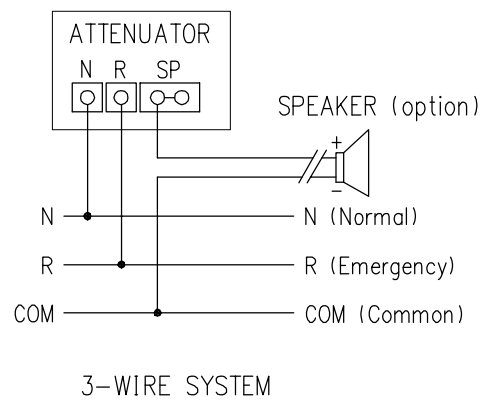 ATTENUATOR
N R SP
SPEAKER (option)
+
–
N N (Normal)
R R (Emergency)
COM COM (Common)
3-WIRE SYSTEM